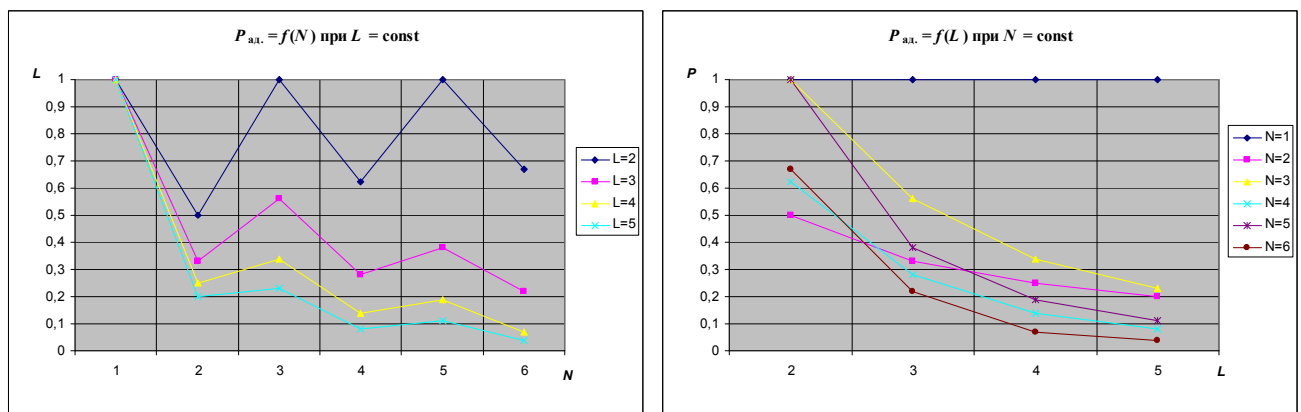 P ад. = f(N) при L = const
L
1
0,9
0,8
0,7
0,6
0,5
0,4
0,3
0,2
0,1
0
1 2 3 4 5 6 N
L=2
L=3
L=4
L=5
P ад. = f(L) при N = const
P
1
0,9
0,8
0,7
0,6
0,5
0,4
0,3
0,2
0,1
0
2 3 4 5 L
N=1
N=2
N=3
N=4
N=5
N=6